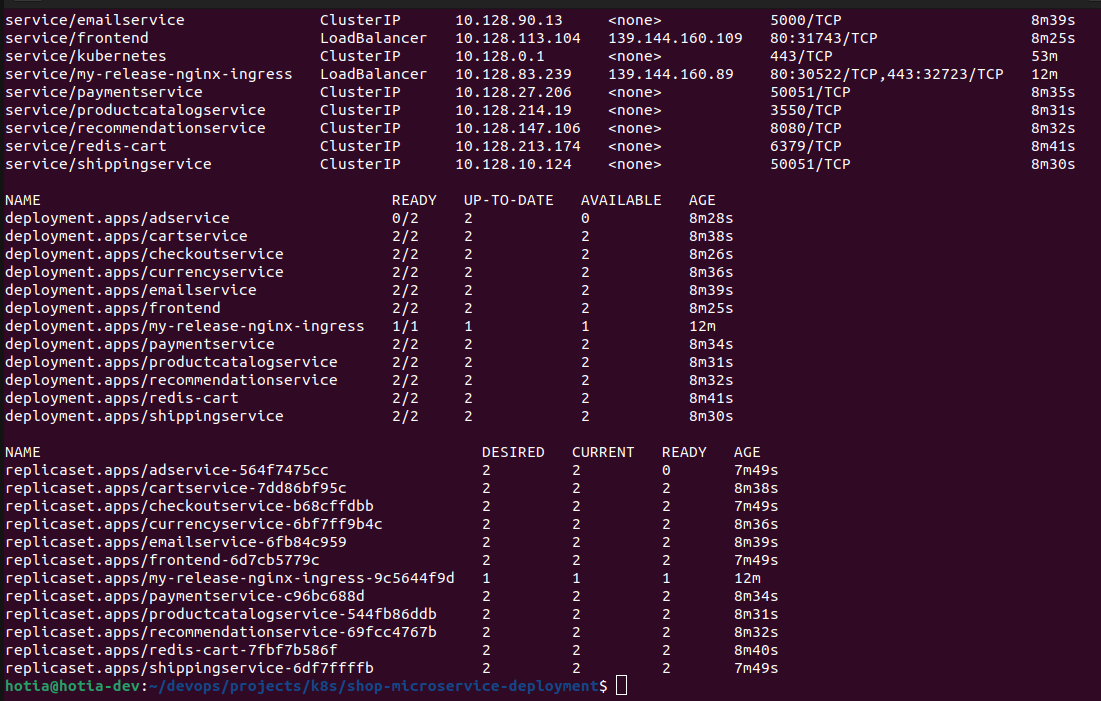 service/emailservice ClusterIP 10.128.90.13 <none> 5000/TCP 8m39s
service/frontend LoadBalancer 10.128.113.104 139.144.160.109 80:31743/TCP 8m25s
service/kubernetes ClusterIP 10.128.0.1 <none> 443/TCP 53m
service/my-release-nginx-ingress LoadBalancer 10.128.83.239 139.144.160.89 80:30522/TCP,443:32723/TCP 12m
service/paymentservice ClusterIP 10.128.27.206 <none> 50051/TCP 8m35s
service/productcatalogservice ClusterIP 10.128.214.19 <none> 3550/TCP 8m31s
service/recommendationservice ClusterIP 10.128.147.106 <none> 8080/TCP 8m32s
service/redis-cart ClusterIP 10.128.213.174 <none> 6379/TCP 8m41s
service/shippingservice ClusterIP 10.128.10.124 <none> 50051/TCP 8m30s

NAME READY UP-TO-DATE AVAILABLE AGE
deployment.apps/adservice 0/2 2 0 8m28s
deployment.apps/cartservice 2/2 2 2 8m38s
deployment.apps/checkoutservice 2/2 2 2 8m26s
deployment.apps/currencyservice 2/2 2 2 8m36s
deployment.apps/emailservice 2/2 2 2 8m39s
deployment.apps/frontend 2/2 2 2 8m25s
deployment.apps/my-release-nginx-ingress 1/1 1 1 12m
deployment.apps/paymentservice 2/2 2 2 8m34s
deployment.apps/productcatalogservice 2/2 2 2 8m31s
deployment.apps/recommendationservice 2/2 2 2 8m32s
deployment.apps/redis-cart 2/2 2 2 8m41s
deployment.apps/shippingservice 2/2 2 2 8m30s

NAME DESIRED CURRENT READY AGE
replicaset.apps/adservice-564f7475cc 2 2 0 7m49s
replicaset.apps/cartservice-7dd86bf95c 2 2 2 8m38s
replicaset.apps/checkoutservice-b68cffdbb 2 2 2 7m49s
replicaset.apps/currencyservice-6bf7ff9b4c 2 2 2 8m36s
replicaset.apps/emailservice-6fb84c959 2 2 2 8m39s
replicaset.apps/frontend-6d7cb5779c 2 2 2 7m49s
replicaset.apps/my-release-nginx-ingress-9c5644f9d 1 1 1 12m
replicaset.apps/paymentservice-c96bc688d 2 2 2 8m34s
replicaset.apps/productcatalogservice-544fb86ddb 2 2 2 8m31s
replicaset.apps/recommendationservice-69fcc4767b 2 2 2 8m32s
replicaset.apps/redis-cart-7fbf7b586f 2 2 2 8m40s
replicaset.apps/shippingservice-6df7ffffb 2 2 2 7m49s
hotia@hotia-dev:~/devops/projects/k8s/shop-microservice-deployment$